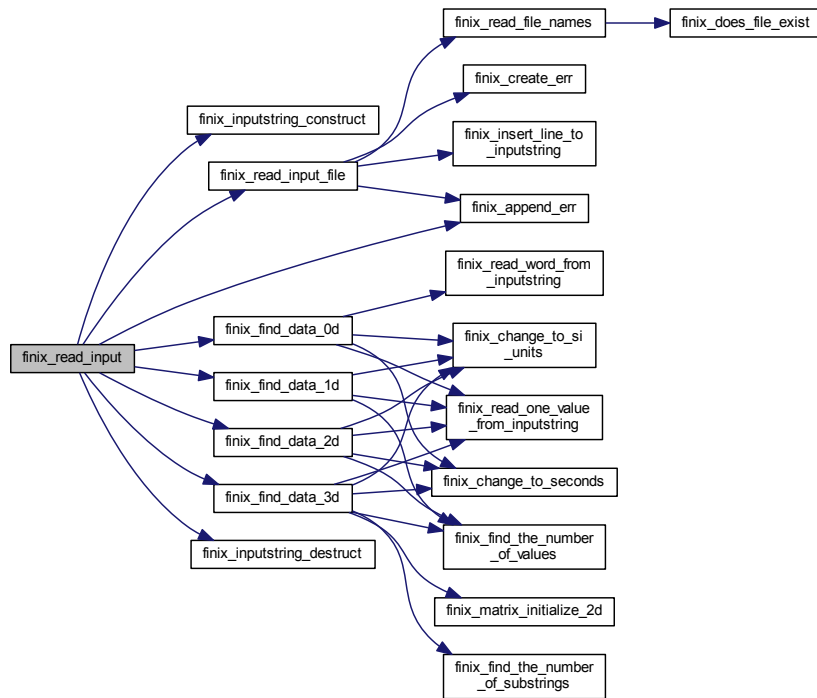 finix_read_file_names
finix_does_file_exist
finix_create_err
finix_inputstring_construct
finix_insert_line_to
_inputstring
finix_read_input_file
finix_append_err
finix_read_word_from
_inputstring
finix_find_data_0d
finix_change_to_si
_units
finix_read_input
finix_find_data_1d
finix_read_one_value
_from_inputstring
finix_find_data_2d
finix_change_to_seconds
finix_find_data_3d
finix_find_the_number
_of_values
finix_inputstring_destruct
finix_matrix_initialize_2d
finix_find_the_number
_of_substrings